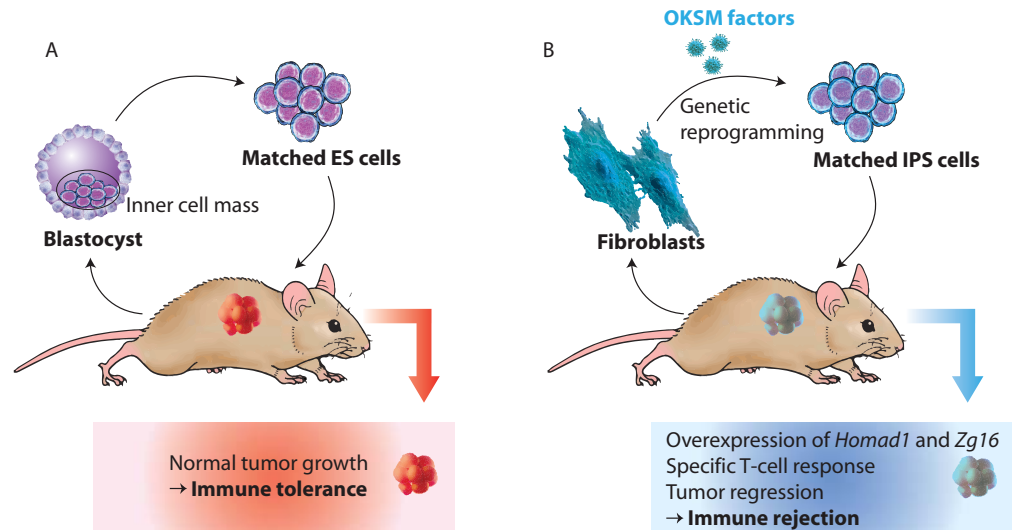 A
Matched ES cells
Inner cell mass
Blastocyst
Normal tumor growth
→ Immune tolerance
B
OKSM factors
Genetic
reprogramming
Matched IPS cells
Fibroblasts
Overexpression of Homad1 and Zg16
Specific T-cell response
Tumor regression
→ Immune rejection